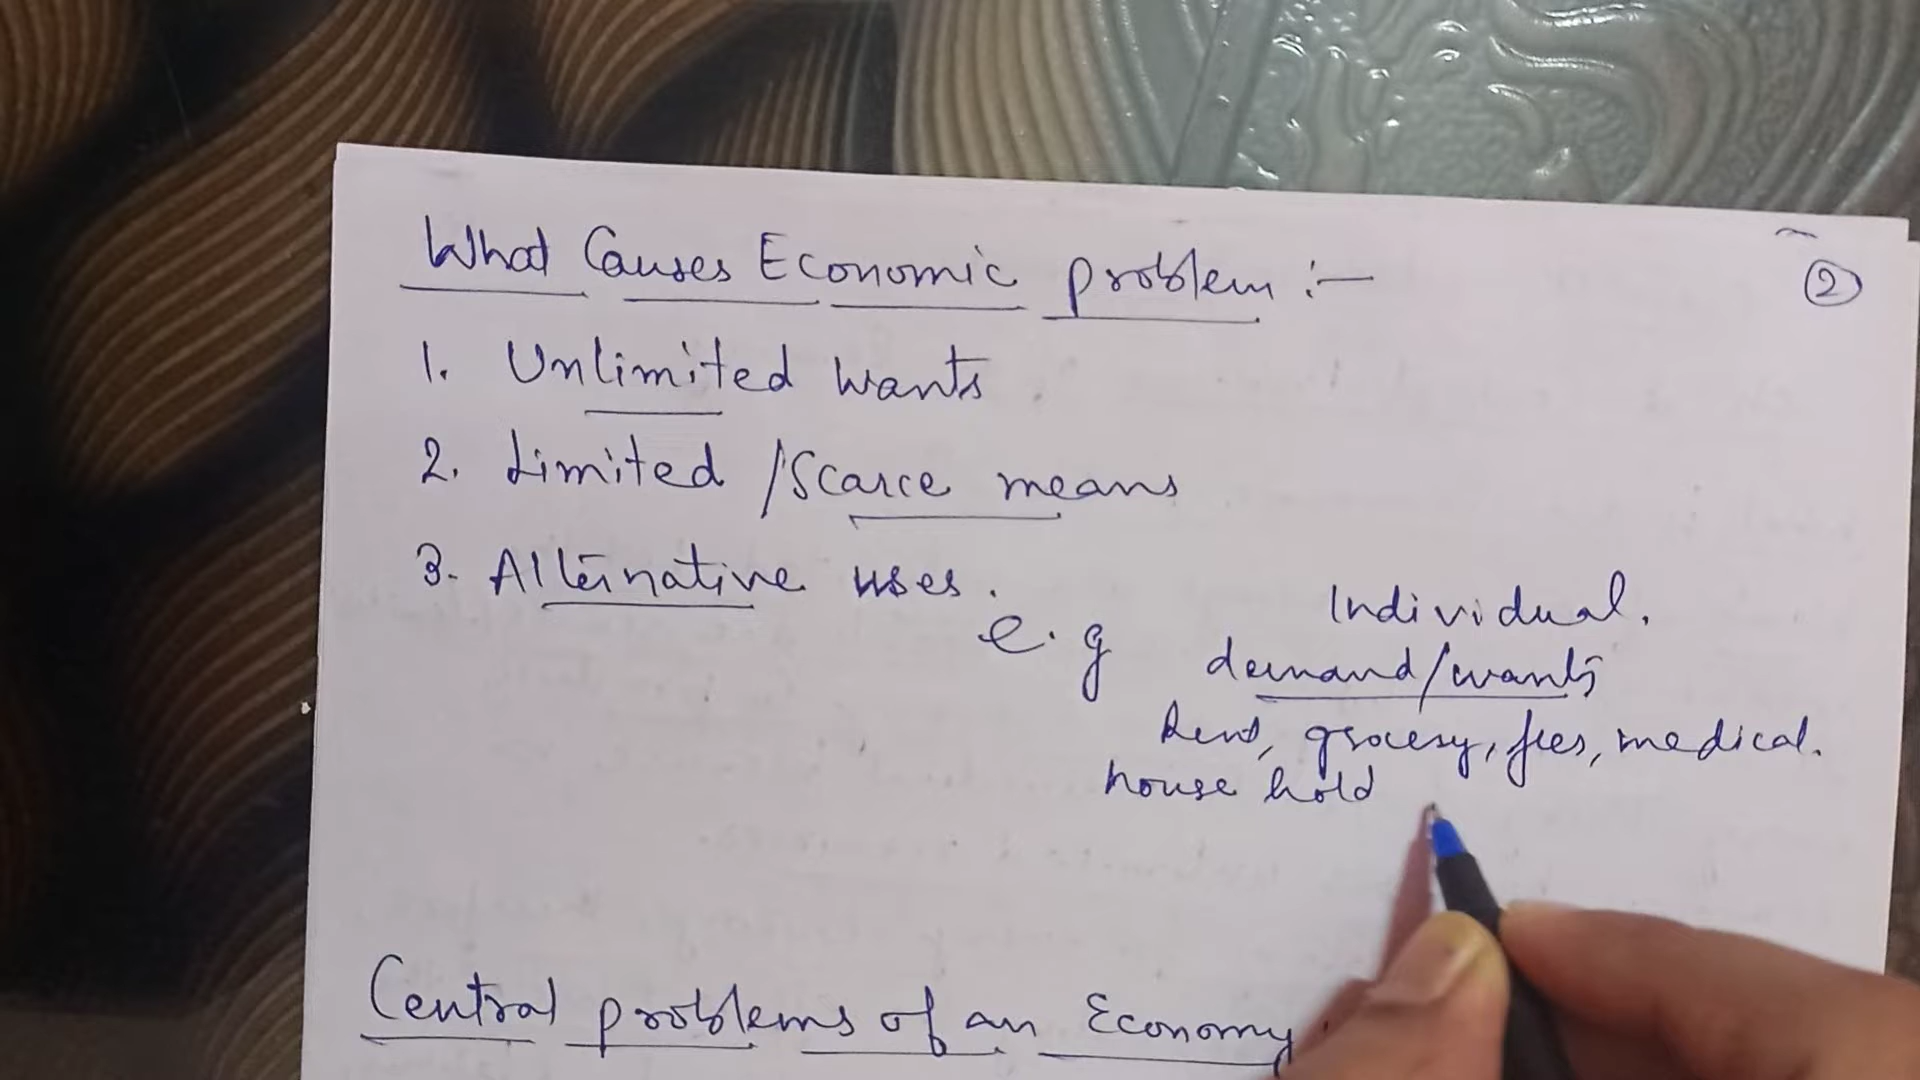 What Causes Economic problem :-
②
1. Unlimited wants
2. Limited /Scarce means
3. Alternative uses.
e.g Individual.
demand/wants
Rent, grocery, fees, medical.
house hold
Central problems of an Economy